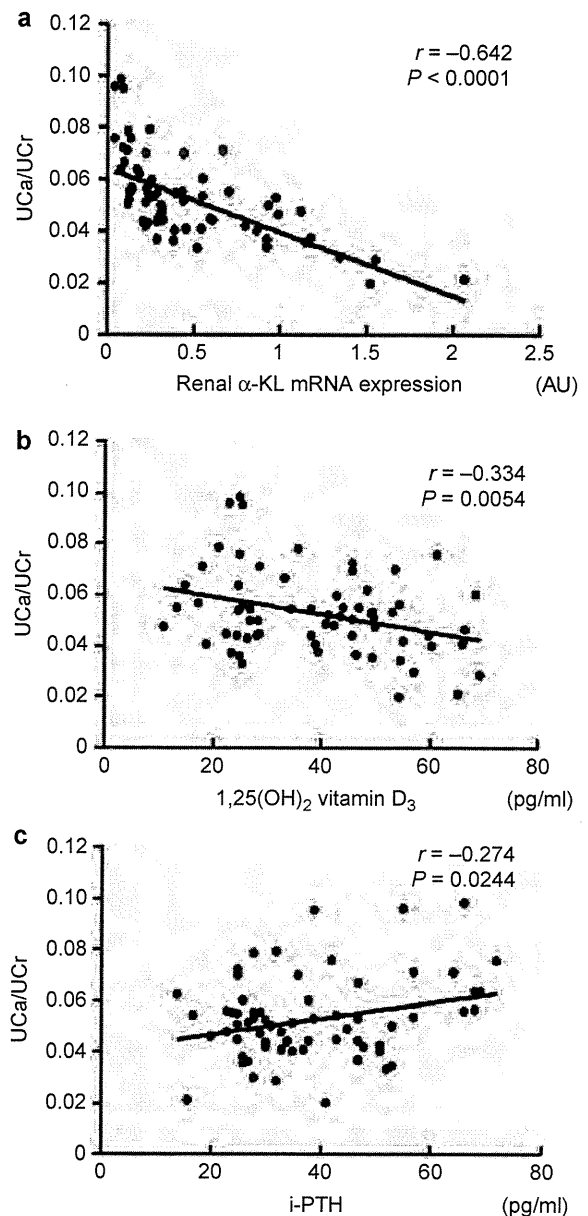 a
0.12
0.10
0.08
0.06
0.04
0.02
0
UCa/UCr
r = –0.642
P < 0.0001
0 0.5 1 1.5 2 2.5
Renal α-KL mRNA expression (AU)
b
0.12
0.10
0.08
0.06
0.04
0.02
0
UCa/UCr
r = –0.334
P = 0.0054
0 20 40 60 80
1,25(OH)₂ vitamin D₃ (pg/ml)
c
0.12
0.10
0.08
0.06
0.04
0.02
0
UCa/UCr
r = –0.274
P = 0.0244
0 20 40 60 80
i-PTH (pg/ml)